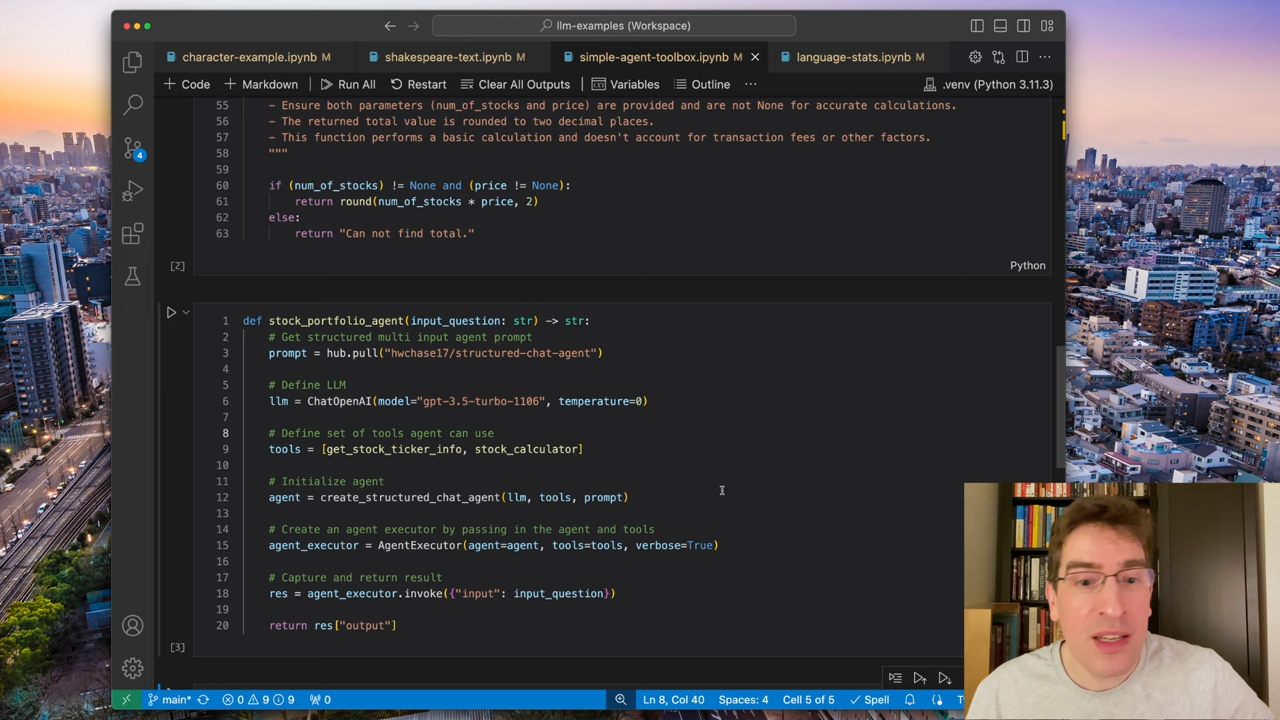 llm-examples (Workspace)
character-example.ipynb M
shakespeare-text.ipynb M
simple-agent-toolbox.ipynb M
language-stats.ipynb M
Code
Markdown
Run All
Restart
Clear All Outputs
Variables
Outline
.venv (Python 3.11.3)
55 - Ensure both parameters (num_of_stocks and price) are provided and are not None for accurate calculations.
56 - The returned total value is rounded to two decimal places.
57 - This function performs a basic calculation and doesn't account for transaction fees or other factors.
58 """
59
60 if (num_of_stocks) != None and (price != None):
61 return round(num_of_stocks * price, 2)
62 else:
63 return "Can not find total."
[2]
Python
4
1 def stock_portfolio_agent(input_question: str) -> str:
2 # Get structured multi input agent prompt
3 prompt = hub.pull("hwchase17/structured-chat-agent")
4
5 # Define LLM
6 llm = ChatOpenAI(model="gpt-3.5-turbo-1106", temperature=0)
7
8 # Define set of tools agent can use
9 tools = [get_stock_ticker_info, stock_calculator]
10
11 # Initialize agent
12 agent = create_structured_chat_agent(llm, tools, prompt)
13
14 # Create an agent executor by passing in the agent and tools
15 agent_executor = AgentExecutor(agent=agent, tools=tools, verbose=True)
16
17 # Capture and return result
18 res = agent_executor.invoke({"input": input_question})
19
20 return res["output"]
[3]
main* 0 9 9 0 Ln 8, Col 40 Spaces: 4 Cell 5 of 5 Spell